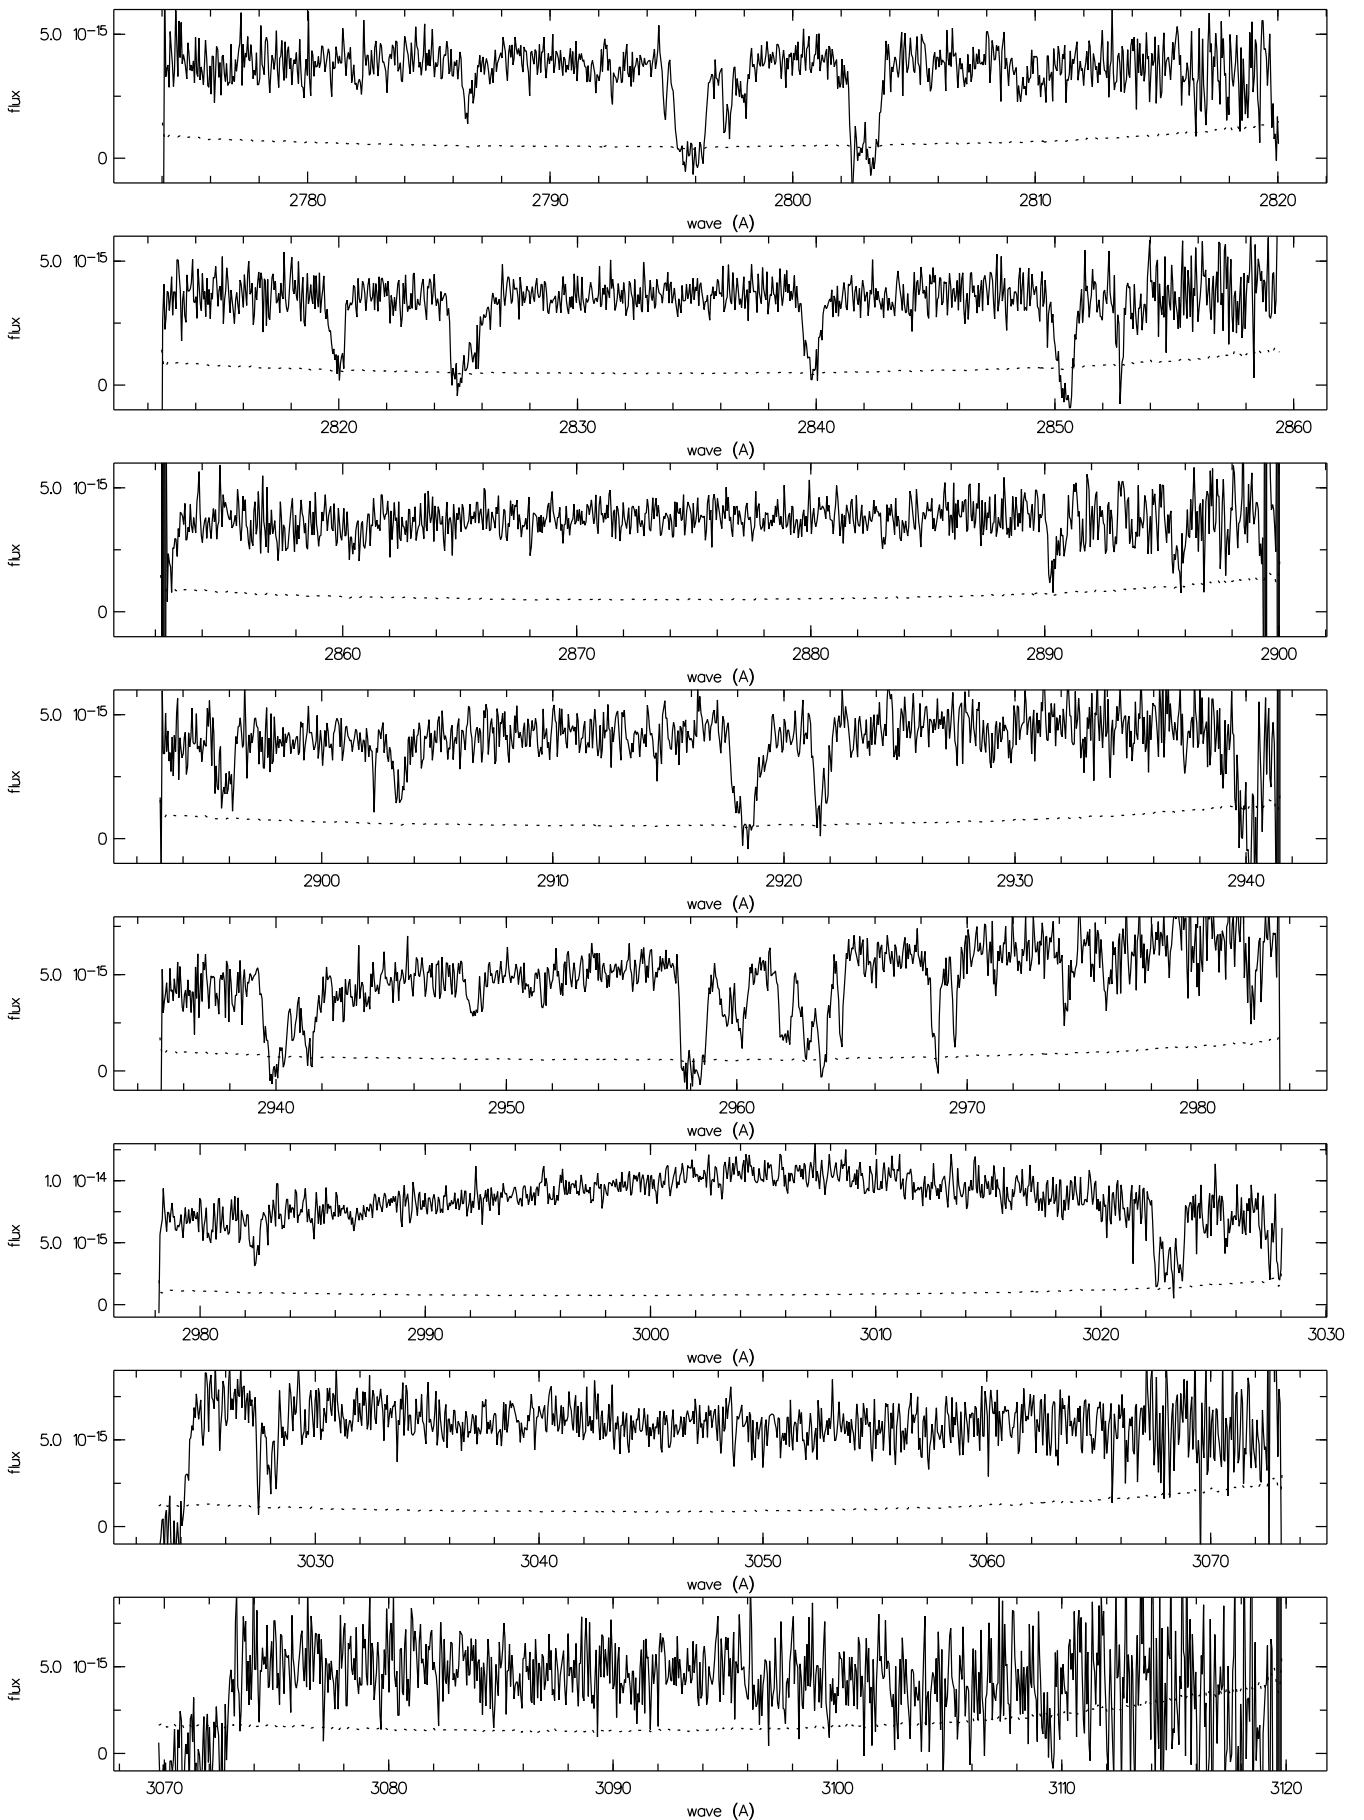 5.0 10⁻¹⁵
0
flux
2780 2790 2800 2810 2820
wave (A)
5.0 10⁻¹⁵
0
flux
2820 2830 2840 2850 2860
wave (A)
5.0 10⁻¹⁵
0
flux
2860 2870 2880 2890 2900
wave (A)
5.0 10⁻¹⁵
0
flux
2900 2910 2920 2930 2940
wave (A)
5.0 10⁻¹⁵
0
flux
2940 2950 2960 2970 2980
wave (A)
1.0 10⁻¹⁴
5.0 10⁻¹⁵
0
flux
2980 2990 3000 3010 3020 3030
wave (A)
5.0 10⁻¹⁵
0
flux
3030 3040 3050 3060 3070
wave (A)
5.0 10⁻¹⁵
0
flux
3070 3080 3090 3100 3110 3120
wave (A)